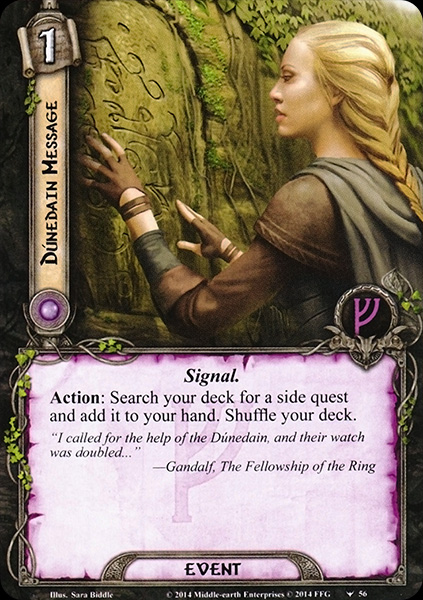 1
DÚNEDAIN MESSAGE
Signal.
Action: Search your deck for a side quest
and add it to your hand. Shuffle your deck.
“I called for the help of the Dúnedain, and their watch
was doubled...”
—Gandalf, The Fellowship of the Ring
EVENT
Illus. Sara Biddle
© 2014 Middle-earth Enterprises © 2014 FFG
56